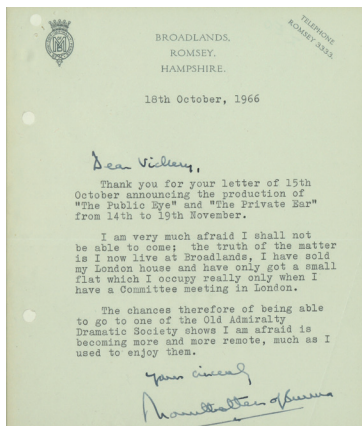 BROADLANDS,
ROMSEY,
HAMPSHIRE.
TELEPHONE
ROMSEY 3333.
18th October, 1966
Dear Vickery,
Thank you for your letter of 15th
October announcing the production of
"The Public Eye" and "The Private Ear"
from 14th to 19th November.
I am very much afraid I shall not
be able to come; the truth of the matter
is I now live at Broadlands, I have sold
my London house and have only got a small
flat which I occupy really only when I
have a Committee meeting in London.
The chances therefore of being able
to go to one of the Old Admiralty
Dramatic Society shows I am afraid is
becoming more and more remote, much as I
used to enjoy them.
Yours sincerely
Mountbatten of Burma